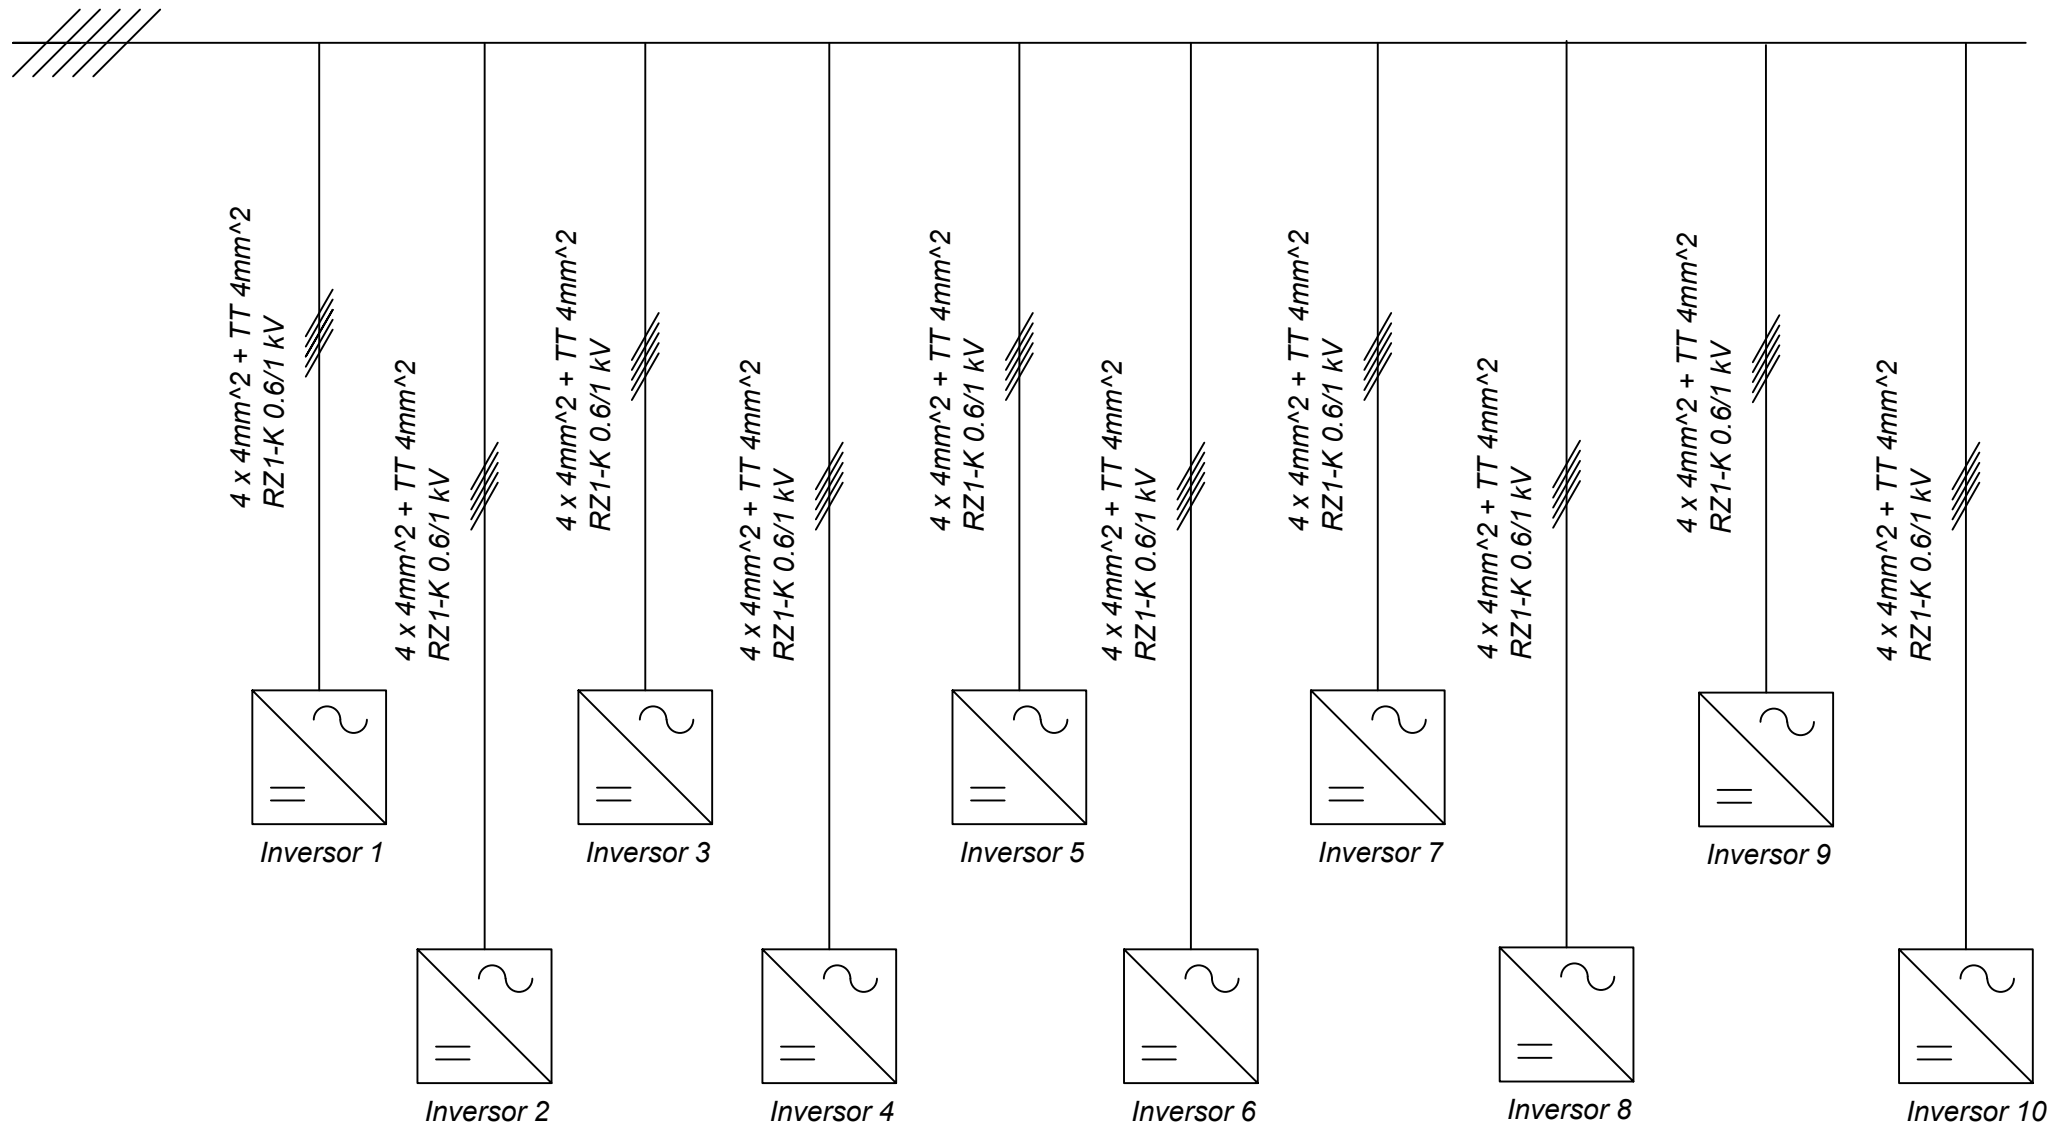 4 x 4mm^2 + TT 4mm^2
RZ1-K 0.6/1 kV
4 x 4mm^2 + TT 4mm^2
RZ1-K 0.6/1 kV
4 x 4mm^2 + TT 4mm^2
RZ1-K 0.6/1 kV
4 x 4mm^2 + TT 4mm^2
RZ1-K 0.6/1 kV
4 x 4mm^2 + TT 4mm^2
RZ1-K 0.6/1 kV
4 x 4mm^2 + TT 4mm^2
RZ1-K 0.6/1 kV
4 x 4mm^2 + TT 4mm^2
RZ1-K 0.6/1 kV
4 x 4mm^2 + TT 4mm^2
RZ1-K 0.6/1 kV
4 x 4mm^2 + TT 4mm^2
RZ1-K 0.6/1 kV
4 x 4mm^2 + TT 4mm^2
RZ1-K 0.6/1 kV
Inversor 1
Inversor 3
Inversor 5
Inversor 7
Inversor 9
Inversor 2
Inversor 4
Inversor 6
Inversor 8
Inversor 10